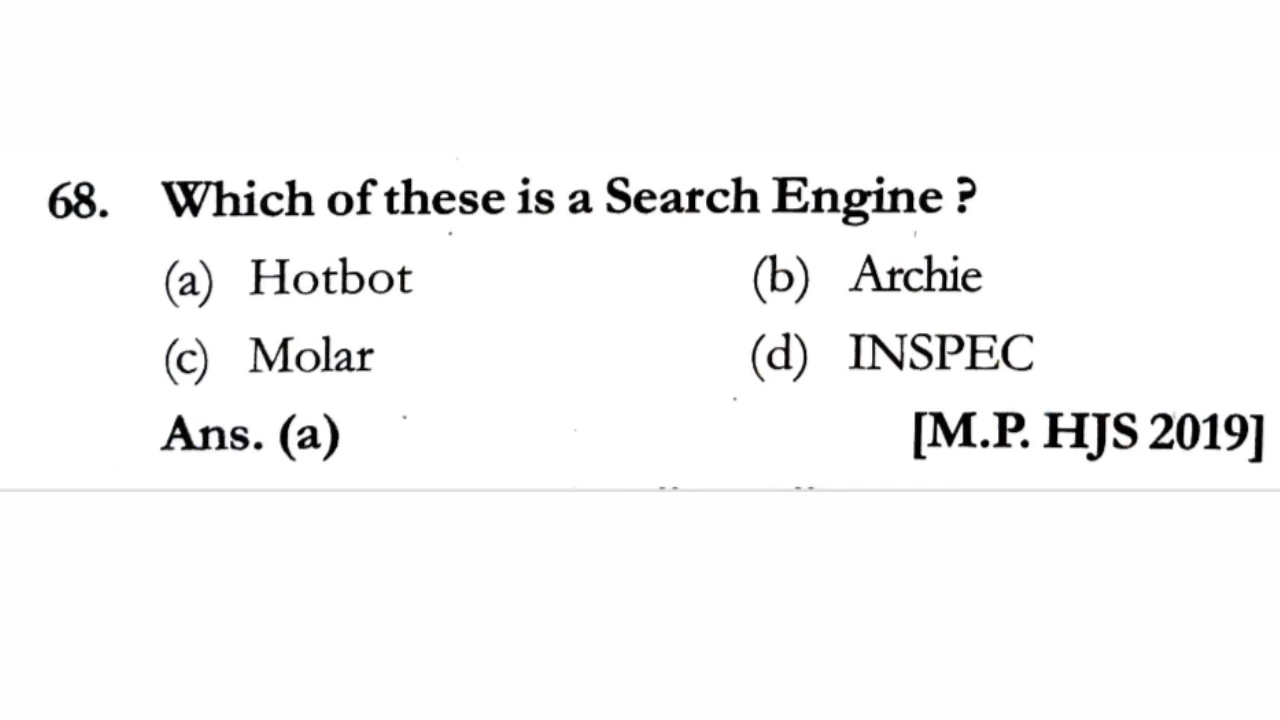 68. Which of these is a Search Engine ?
(a) Hotbot (b) Archie
(c) Molar (d) INSPEC
Ans. (a) [M.P. HJS 2019]